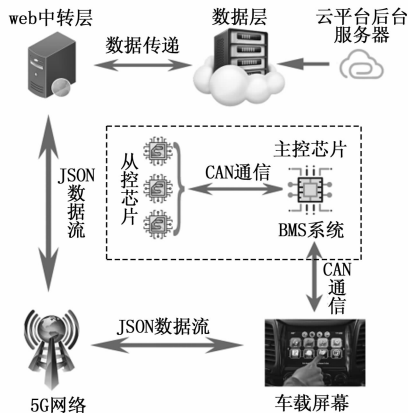 web中转层
数据层
云平台后台
服务器
数据传递
JSON
数据流
从控芯片
CAN通信
主控芯片
BMS系统
CAN
通信
JSON数据流
5G网络
车载屏幕